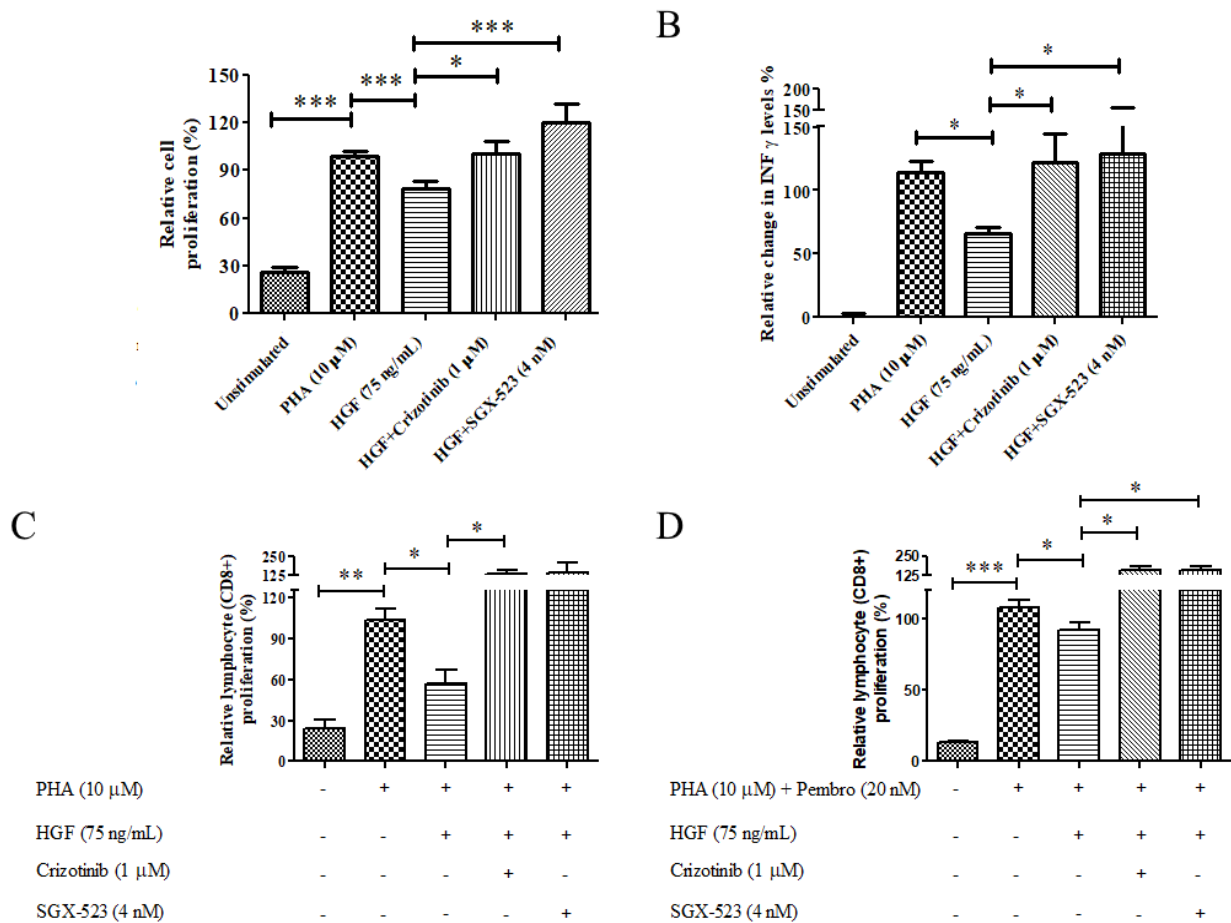 ***
***
***
*
150
120
90
60
30
0
Relative cell
proliferation (%)
Unstimulated
PHA (10 μM)
HGF (75 ng/mL)
HGF+Crizotinib (1 μM)
HGF+SGX-523 (4 nM)
B
*
*
*
200
150
150
100
50
0
Relative change in INF γ levels %
Unstimulated
PHA (10 μM)
HGF (75 ng/mL)
HGF+Crizotinib (1 μM)
HGF+SGX-523 (4 nM)
C
**
*
*
250
125
120
90
60
30
0
Relative lymphocyte (CD8+)
proliferation (%)
PHA (10 μM) - + + + +
HGF (75 ng/mL) - - + + +
Crizotinib (1 μM) - - - + -
SGX-523 (4 nM) - - - - +
D
***
*
*
*
250
125
100
50
0
Relative lymphocyte (CD8+)
proliferation (%)
PHA (10 μM) + Pembro (20 nM) - + + + +
HGF (75 ng/mL) - - + + +
Crizotinib (1 μM) - - - + -
SGX-523 (4 nM) - - - - +